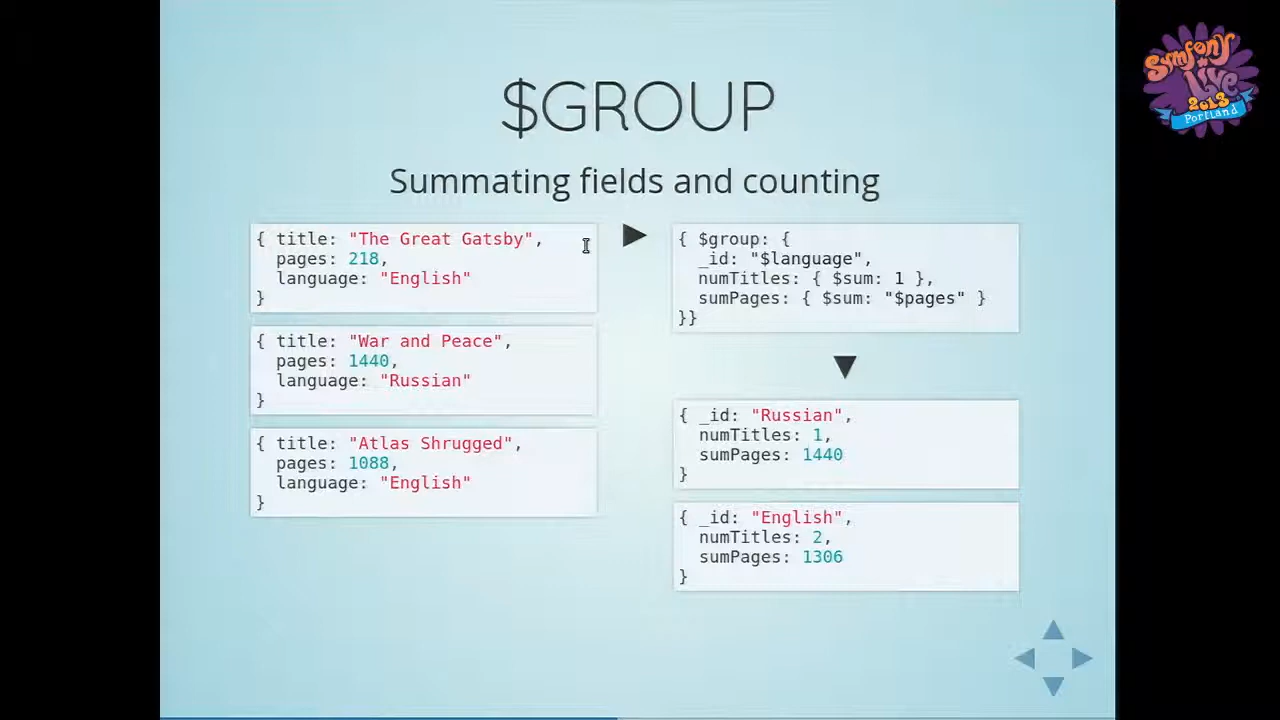 $GROUP
Summating fields and counting
{ title: "The Great Gatsby",
pages: 218,
language: "English"
}
{ title: "War and Peace",
pages: 1440,
language: "Russian"
}
{ title: "Atlas Shrugged",
pages: 1088,
language: "English"
}
{ $group: {
_id: "$language",
numTitles: { $sum: 1 },
sumPages: { $sum: "$pages" }
}}
{ _id: "Russian",
numTitles: 1,
sumPages: 1440
}
{ _id: "English",
numTitles: 2,
sumPages: 1306
}
Symfony
Live
2013
Portland